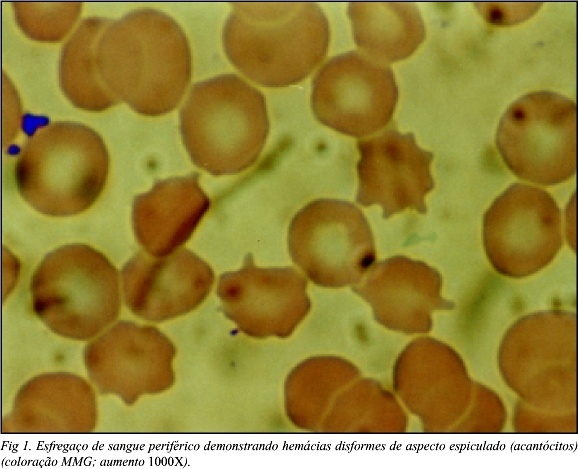 Fig 1. Esfregaço de sangue periférico demonstrando hemácias disformes de aspecto espiculado (acantócitos)
(coloração MMG; aumento 1000X).